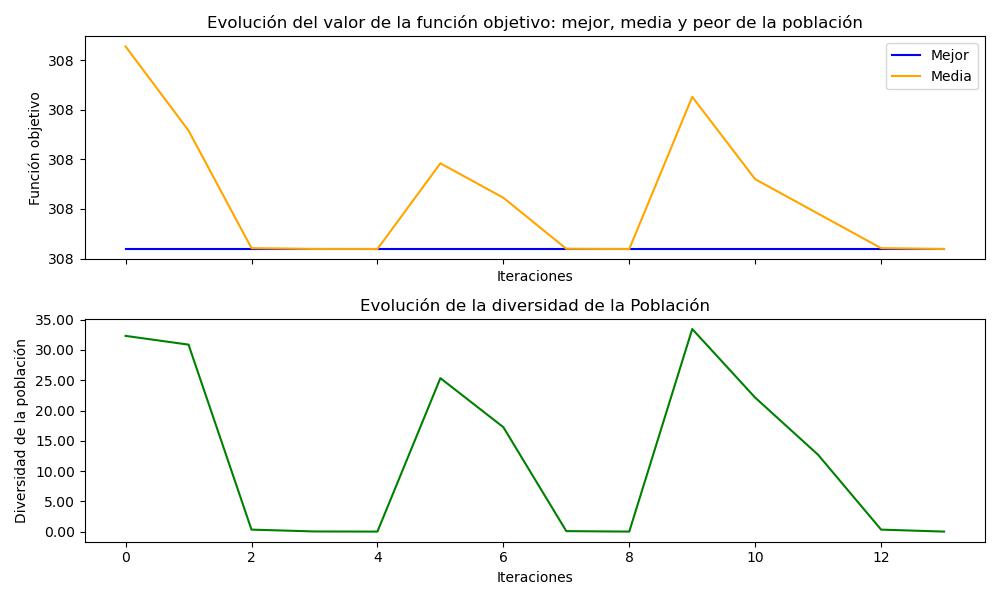 Evolución del valor de la función objetivo: mejor, media y peor de la población
308
308
308
308
308
Función objetivo
Mejor
Media
Iteraciones
Evolución de la diversidad de la Población
35.00
30.00
25.00
20.00
15.00
10.00
5.00
0.00
Diversidad de la población
0 2 4 6 8 10 12
Iteraciones